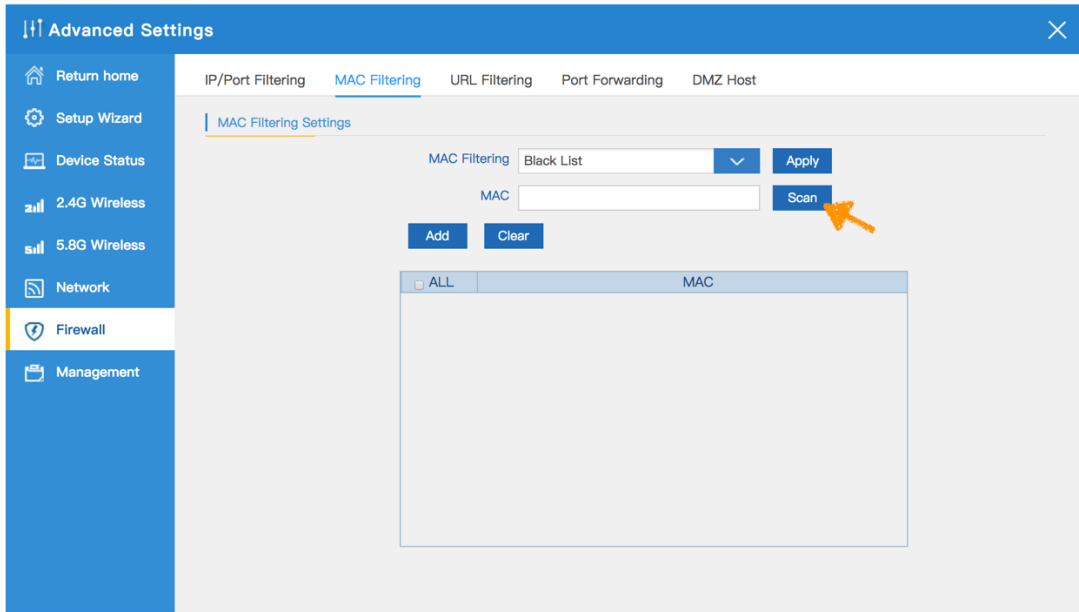 Advanced Settings
Return home
Setup Wizard
Device Status
2.4G Wireless
5.8G Wireless
Network
Firewall
Management
IP/Port Filtering MAC Filtering URL Filtering Port Forwarding DMZ Host
MAC Filtering Settings
MAC Filtering Black List Apply
MAC Scan
Add Clear
ALL MAC